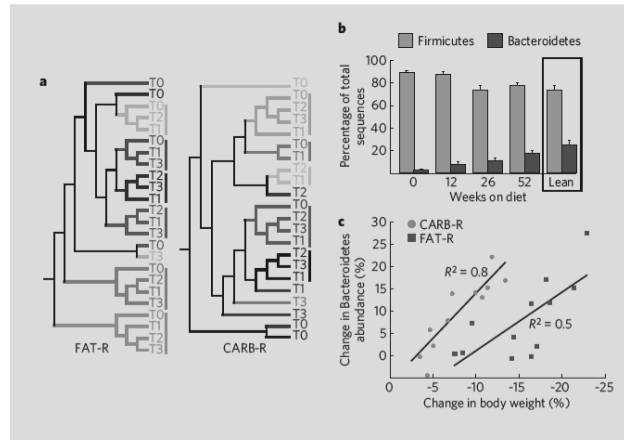 a
T0
T0
T0
T2
T1
T0
T1
T3
T2
T3
T1
T2
T1
T3
T0
T3
T0
T2
T1
T3
T0
T1
T2
T3
FAT-R
T0
T0
T2
T3
T1
T0
T1
T2
T1
T2
T0
T2
T3
T1
T2
T3
T1
T1
T3
T3
T0
T0
CARB-R
b
Firmicutes
Bacteroidetes
Percentage of total
sequences
100
80
60
40
20
0
12
26
52
Lean
Weeks on diet
c
CARB-R
FAT-R
R² = 0.8
R² = 0.5
Change in Bacteroidetes
abundance (%)
30
25
20
15
10
5
0
0
-5
-10
-15
-20
-25
Change in body weight (%)